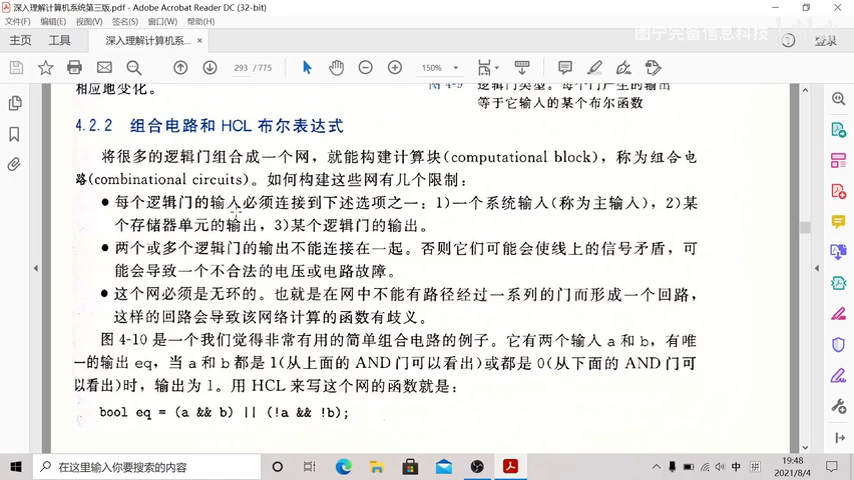 深入理解计算机系统第三版.pdf - Adobe Acrobat Reader DC (32-bit)
文件(F) 编辑(E) 视图(V) 签名(S) 窗口(W) 帮助(H)
图宁完备信息科技
主页 工具 深入理解计算机系... × 登录
293 / 775 150%
相应地变化。
图 4-9 逻辑门类型。每个门产生的输出
等于它输入的某个布尔函数
4.2.2 组合电路和 HCL 布尔表达式
将很多的逻辑门组合成一个网，就能构建计算块(computational block)，称为组合电
路(combinational circuits)。如何构建这些网有几个限制：
● 每个逻辑门的输入必须连接到下述选项之一：1)一个系统输入(称为主输入)，2)某
个存储器单元的输出，3)某个逻辑门的输出。
● 两个或多个逻辑门的输出不能连接在一起。否则它们可能会使线上的信号矛盾，可
能会导致一个不合法的电压或电路故障。
● 这个网必须是无环的。也就是在网中不能有路径经过一系列的门而形成一个回路，
这样的回路会导致该网络计算的函数有歧义。
图 4-10 是一个我们觉得非常有用的简单组合电路的例子。它有两个输入 a 和 b，有唯
一的输出 eq，当 a 和 b 都是 1(从上面的 AND 门可以看出)或都是 0(从下面的 AND 门可
以看出)时，输出为 1。用 HCL 来写这个网的函数就是：
bool eq = (a && b) || (!a && !b);
在这里输入你要搜索的内容
中 拼
19:48
2021/8/4